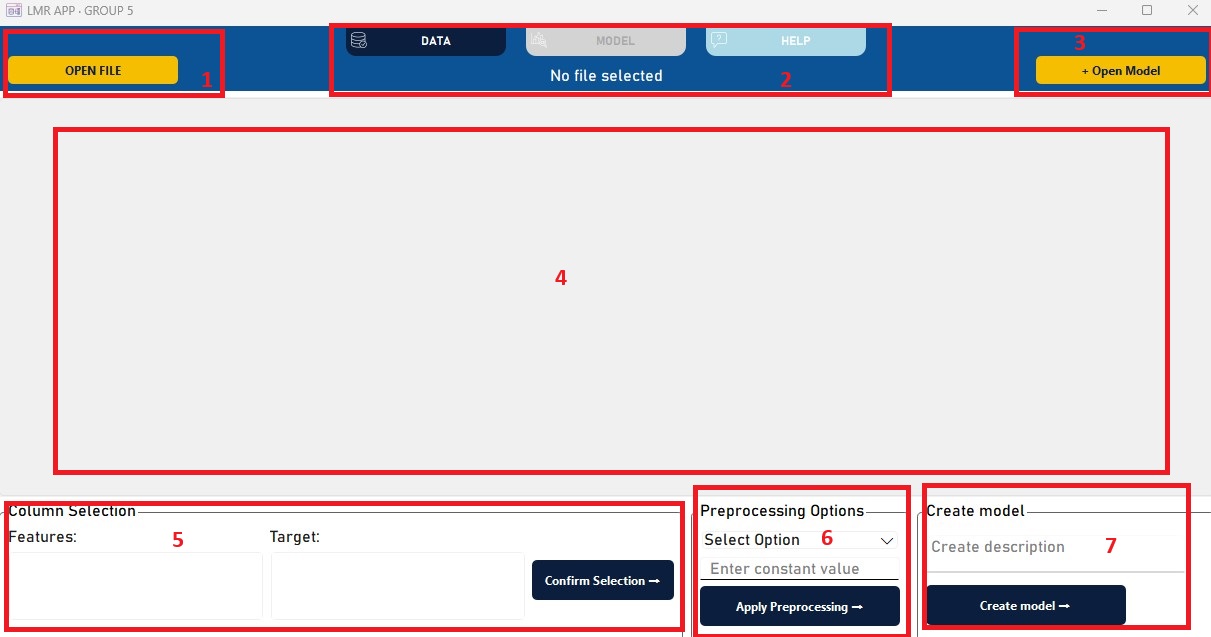 LMR APP · GROUP 5
DATA
MODEL
HELP
3
OPEN FILE
1
No file selected
2
+ Open Model
4
Column Selection
Features:
5
Target:
Confirm Selection →
Preprocessing Options
Select Option
6
Enter constant value
Apply Preprocessing →
Create model
Create description
7
Create model →